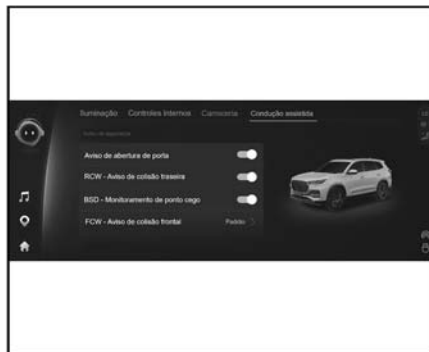 Iluminação Controles Internos Carroceria Condução assistida
Aviso de abertura de porta
RCW - Aviso de colisão traseira
BSD - Monitoramento de ponto cego
FCW - Aviso de colisão frontal Padrão